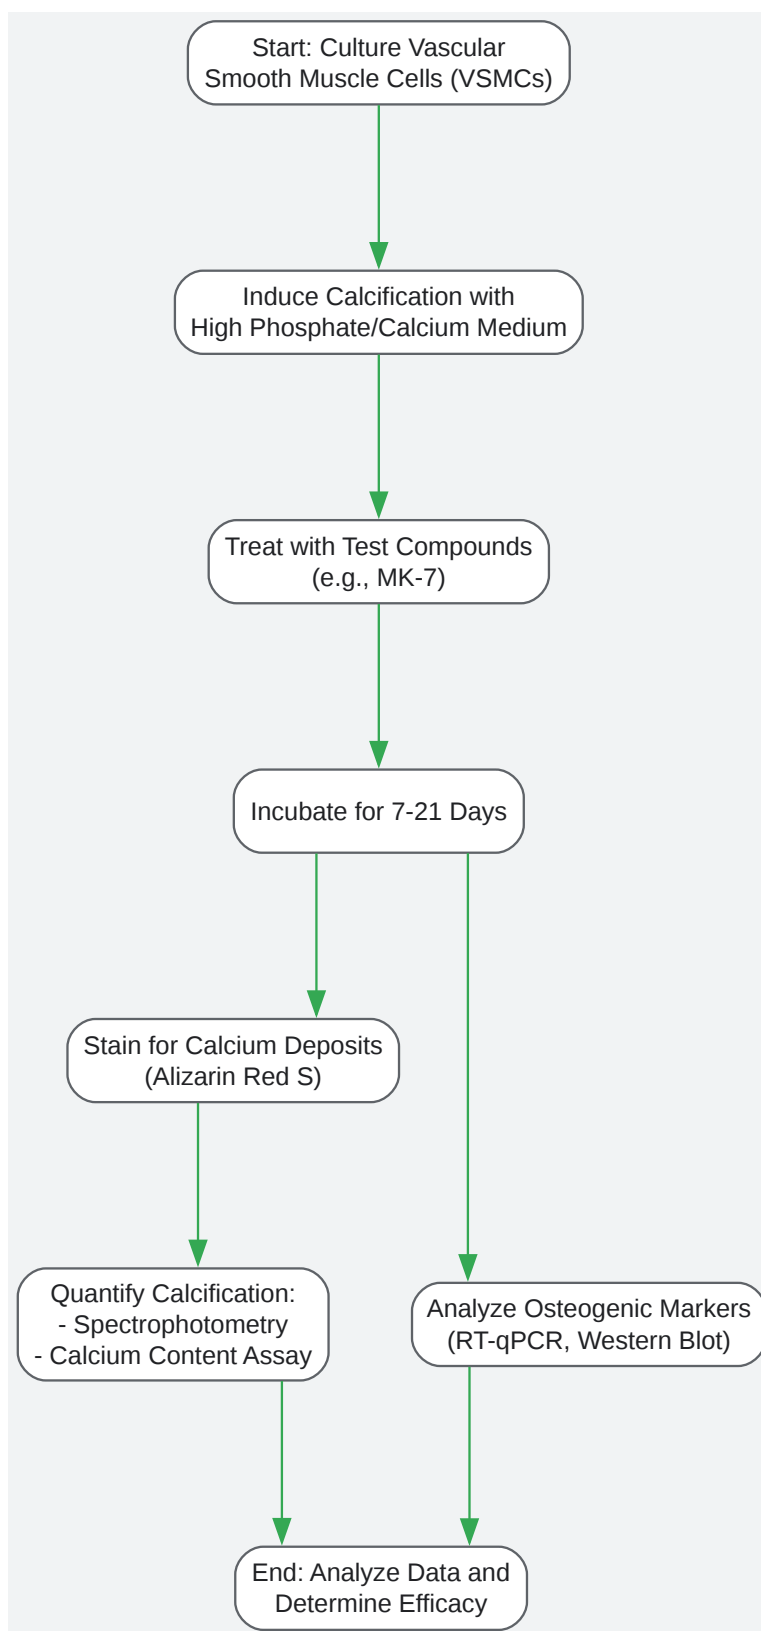 Start: Culture Vascular
Smooth Muscle Cells (VSMCs)
Induce Calcification with
High Phosphate/Calcium Medium
Treat with Test Compounds
(e.g., MK-7)
Incubate for 7-21 Days
Stain for Calcium Deposits
(Alizarin Red S)
Quantify Calcification:
- Spectrophotometry
- Calcium Content Assay
Analyze Osteogenic Markers
(RT-qPCR, Western Blot)
End: Analyze Data and
Determine Efficacy